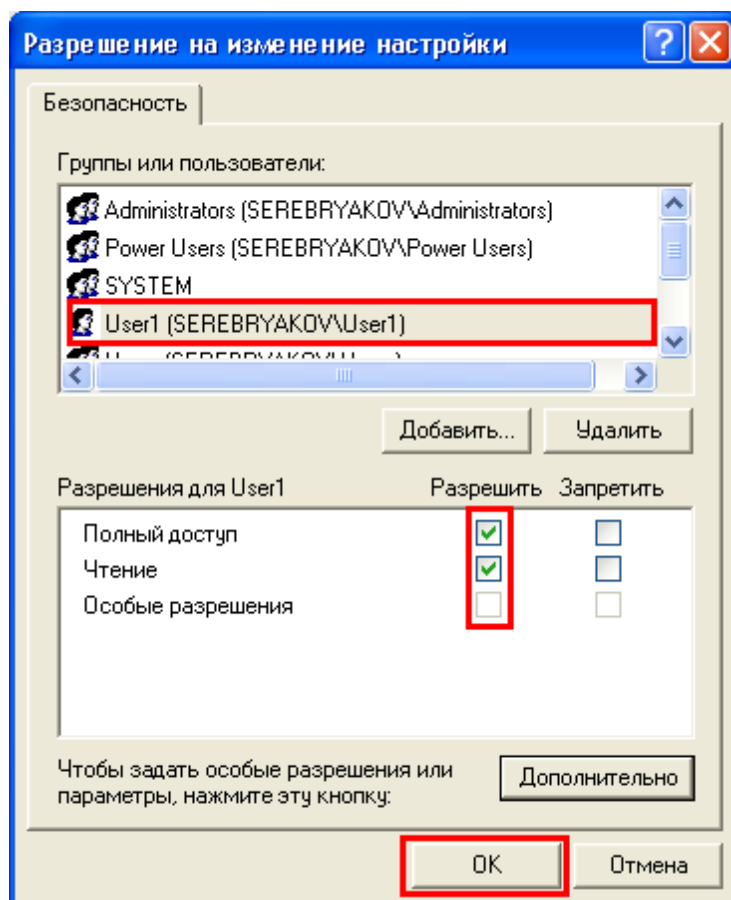 Разрешение на изменение настройки
Безопасность
Группы или пользователи:
Administrators (SEREBRYAKOV\Administrators)
Power Users (SEREBRYAKOV\Power Users)
SYSTEM
User1 (SEREBRYAKOV\User1)
Добавить... Удалить
Разрешения для User1 Разрешить Запретить
Полный доступ
Чтение
Особые разрешения
Чтобы задать особые разрешения или
параметры, нажмите эту кнопку:
Дополнительно
OK Отмена